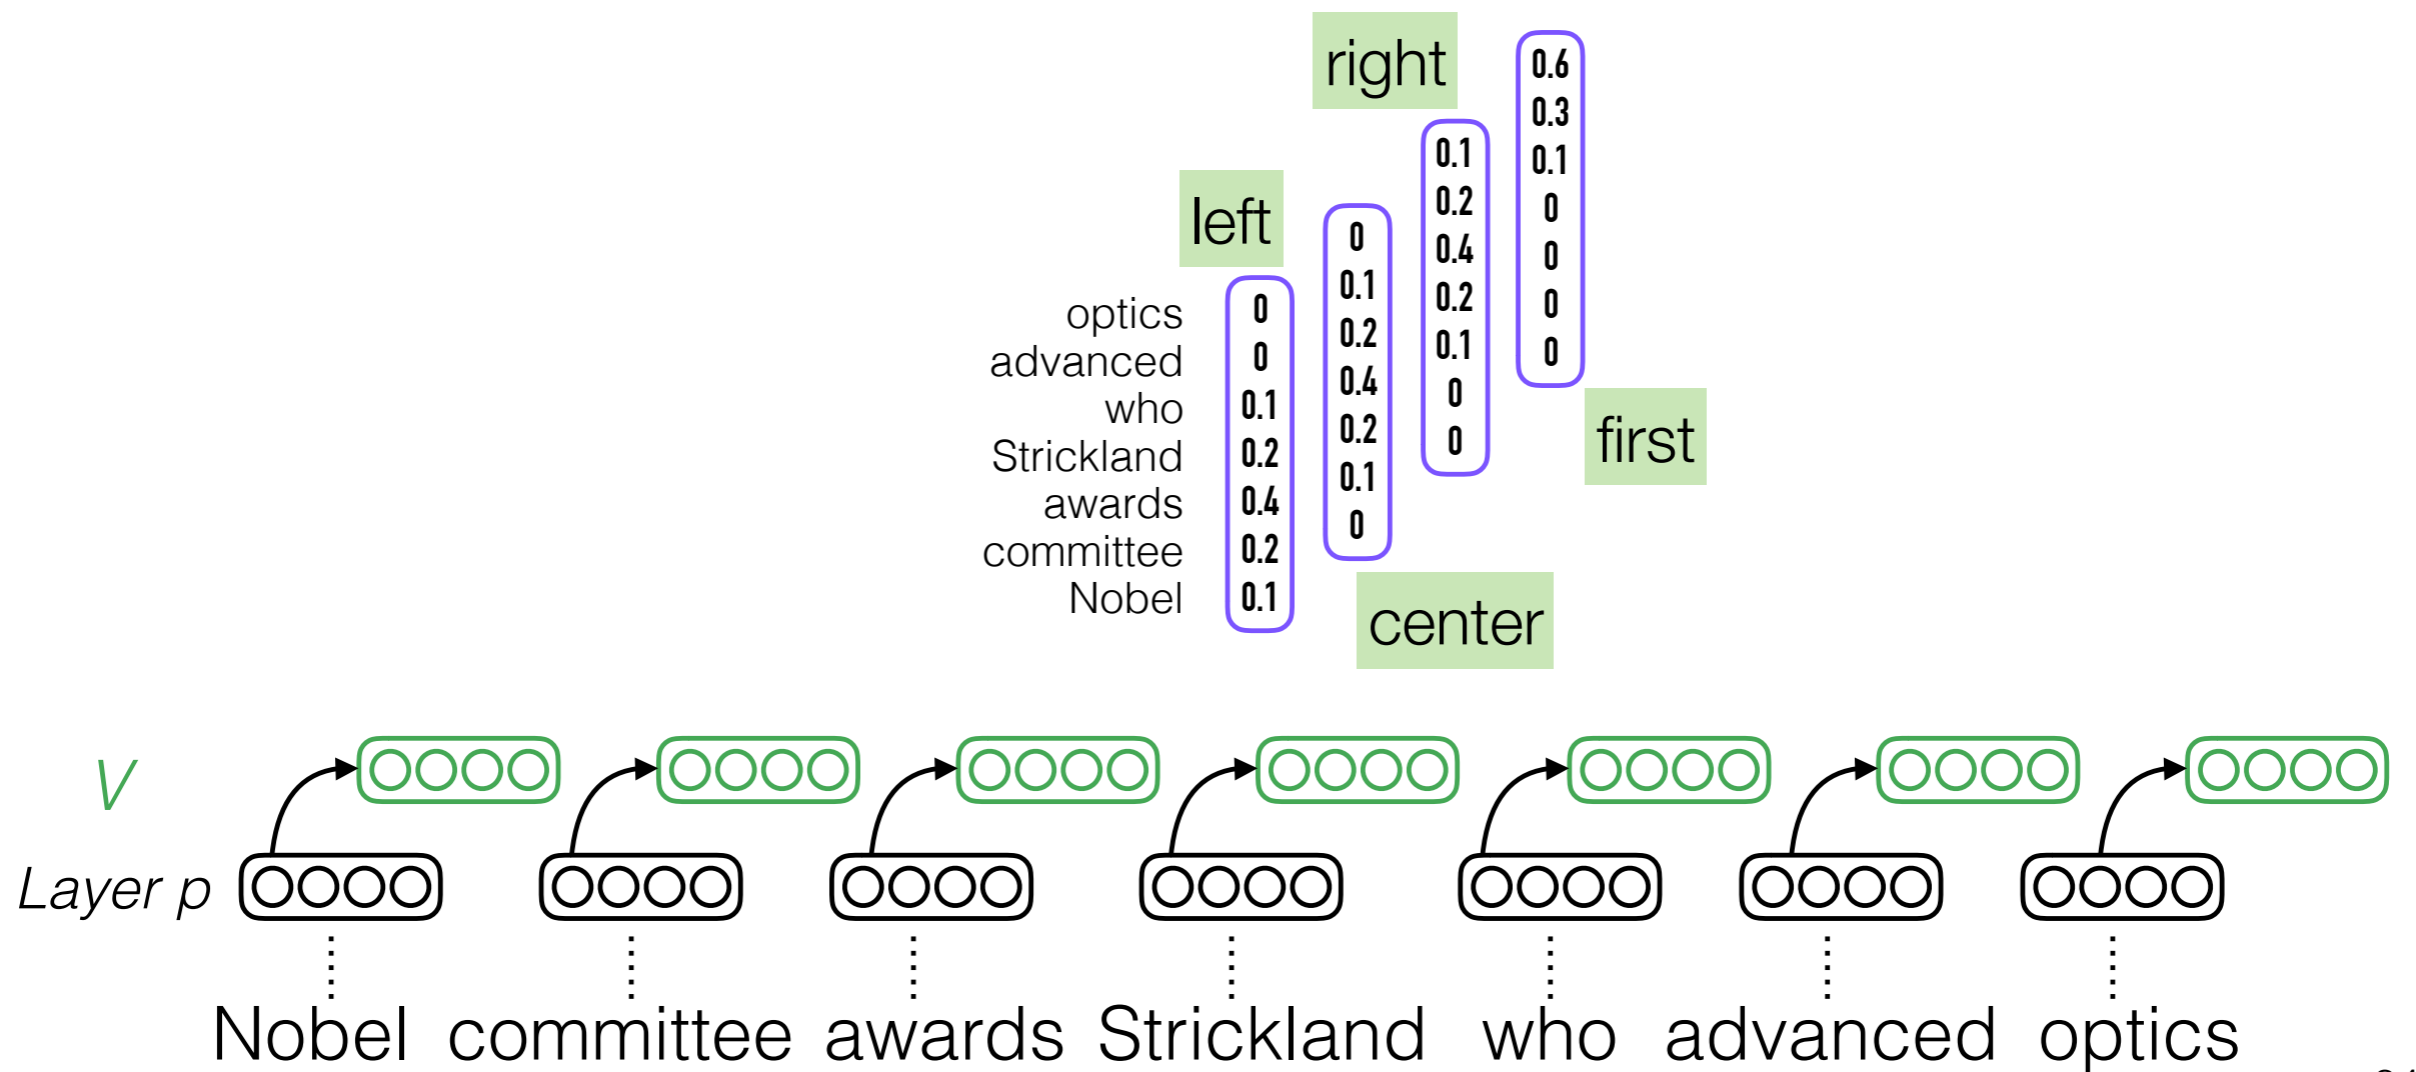 right
0.6
0.3
0.1
0
0
0
0
first
0.1
0.2
0.4
0.2
0.1
0
0
left
0
0.1
0.2
0.4
0.2
0.1
0
center
optics 0
advanced 0
who 0.1
Strickland 0.2
awards 0.4
committee 0.2
Nobel 0.1
V
Layer p
Nobel committee awards Strickland who advanced optics